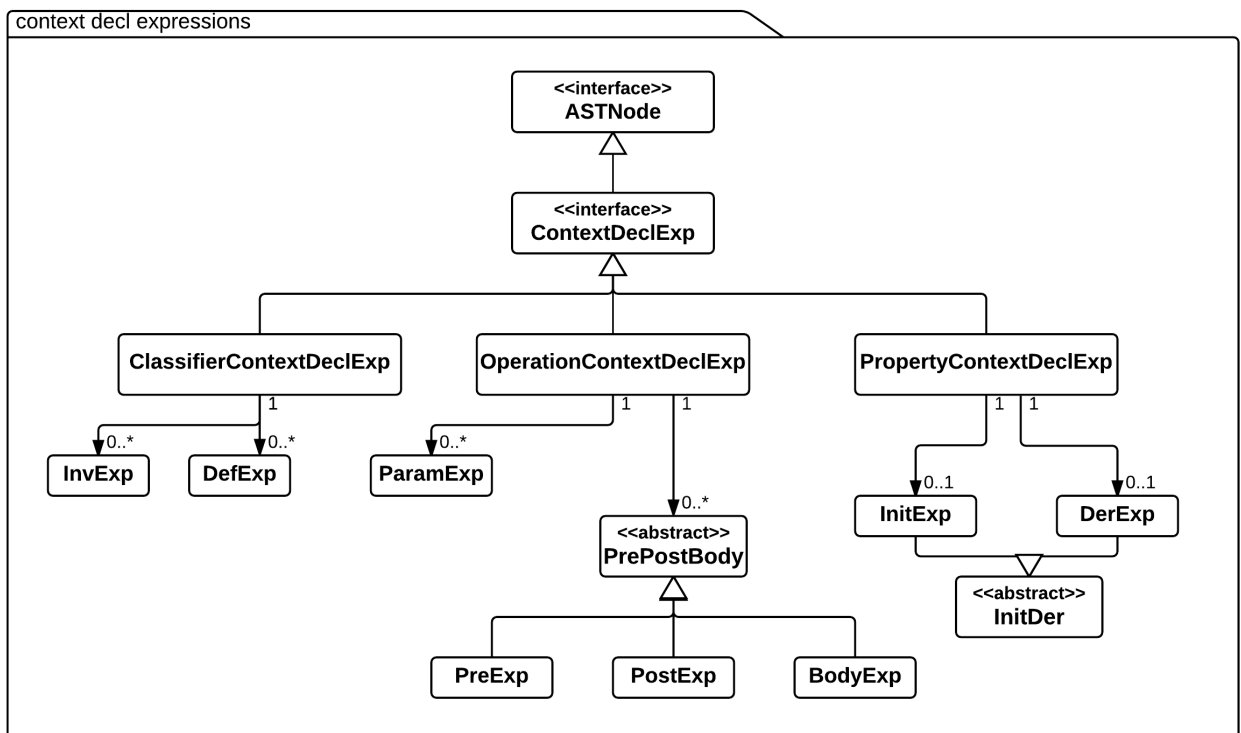 context decl expressions
<<interface>>
ASTNode
<<interface>>
ContextDeclExp
ClassifierContextDeclExp
OperationContextDeclExp
PropertyContextDeclExp
1
1
1
1
1
0..*
0..*
0..*
InvExp
DefExp
ParamExp
0..1
0..1
0..*
InitExp
DerExp
<<abstract>>
PrePostBody
<<abstract>>
InitDer
PreExp
PostExp
BodyExp